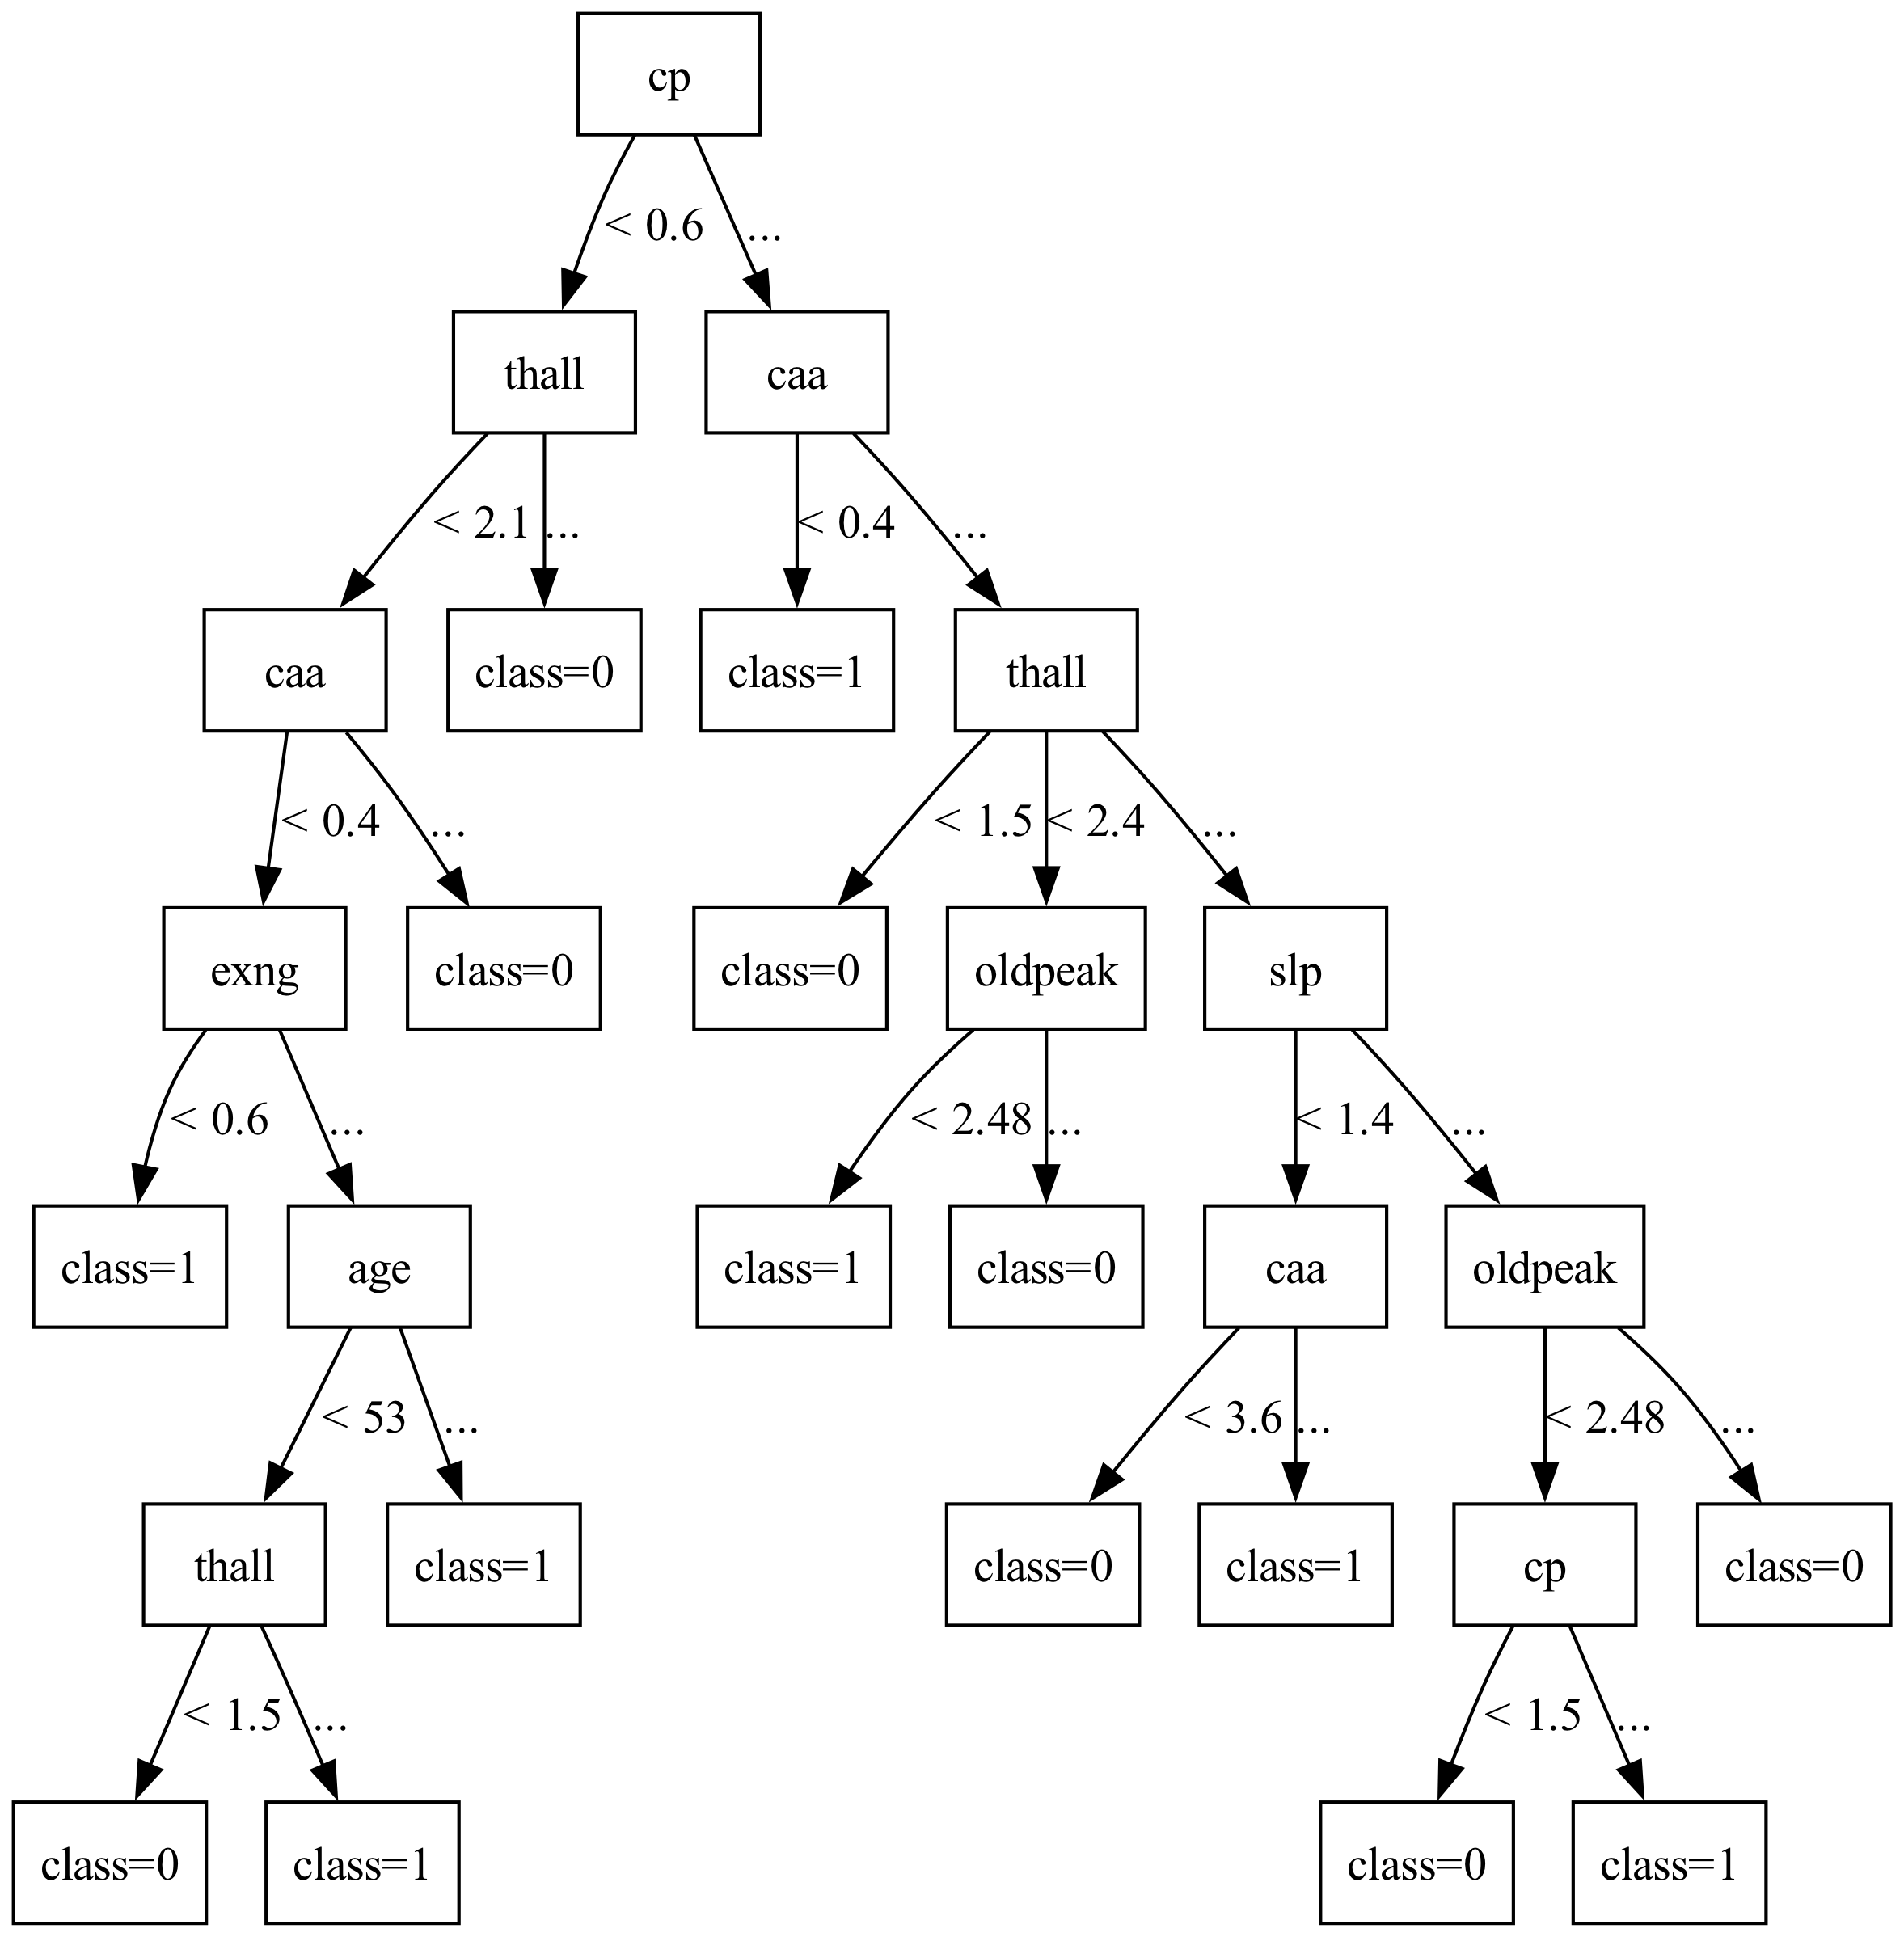 cp
< 0.6 ...
thall caa
< 2.1 ... < 0.4 ...
caa class=0 class=1 thall
< 0.4 ... < 1.5 < 2.4 ...
exng class=0 class=0 oldpeak slp
< 0.6 ... < 2.48 ... < 1.4 ...
class=1 age class=1 class=0 caa oldpeak
< 53 ... < 3.6 ... < 2.48 ...
thall class=1 class=0 class=1 cp class=0
< 1.5 ... < 1.5 ...
class=0 class=1 class=0 class=1